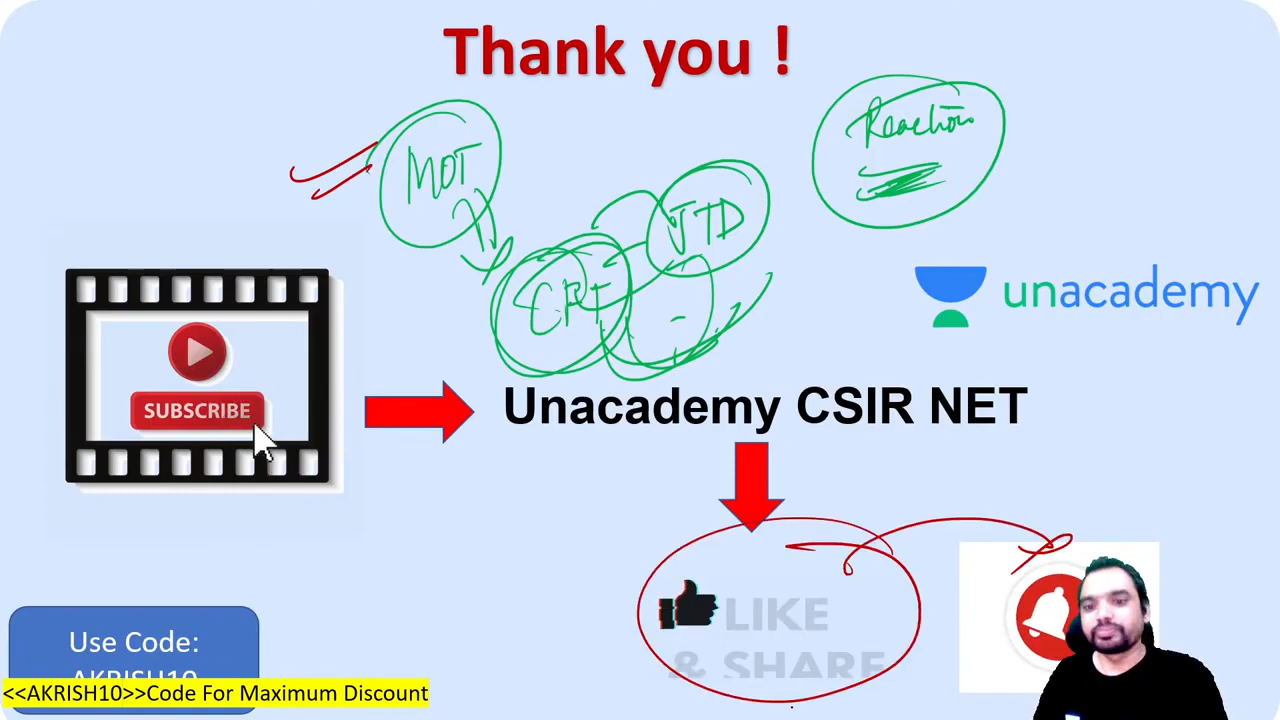 Thank you !
Reaction
MOT
JTD
CFT
unacademy
SUBSCRIBE
Unacademy CSIR NET
LIKE
& SHARE
Use Code:
AKRISH10
<<AKRISH10>>Code For Maximum Discount